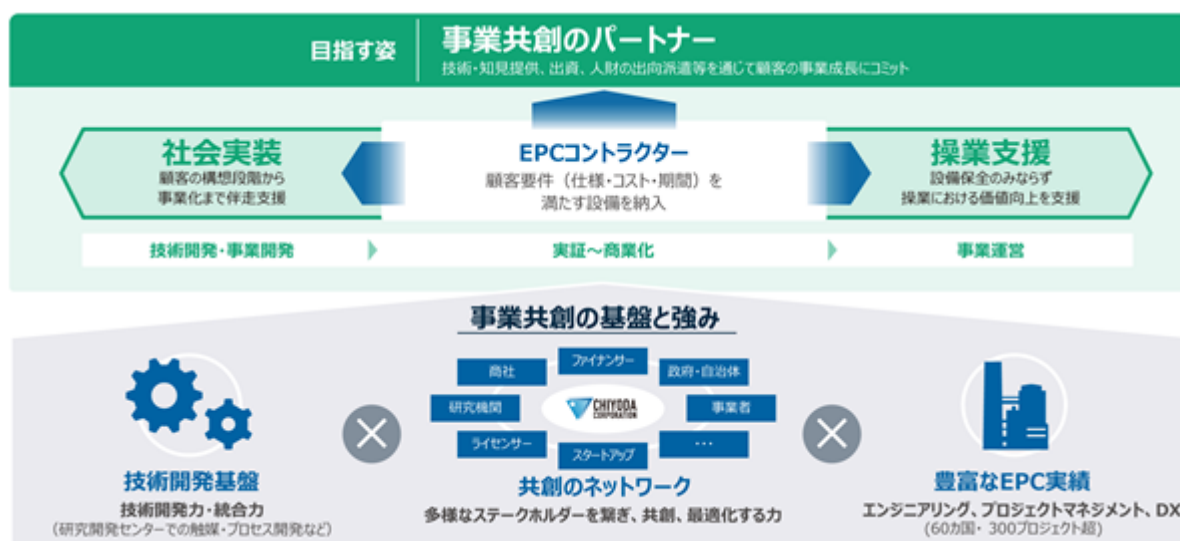 目指す姿
事業共創のパートナー
技術・知見提供、出資、人財の出向派遣等を通じて顧客の事業成長にコミット
社会実装
顧客の構想段階から
事業化まで伴走支援
EPCコントラクター
顧客要件（仕様・コスト・期間）を
満たす設備を納入
操業支援
設備保全のみならず
操業における価値向上を支援
技術開発・事業開発
実証～商業化
事業運営
事業共創の基盤と強み
商社
ファイナンサー
政府・自治体
研究機関
CHIYODA
CORPORATION
事業者
ライセンサー
スタートアップ
・・・
技術開発基盤
技術開発力・統合力
（研究開発センターでの触媒・プロセス開発など）
共創のネットワーク
多様なステークホルダーを繋ぎ、共創、最適化する力
豊富なEPC実績
エンジニアリング、プロジェクトマネジメント、DX
（60カ国・300プロジェクト超）